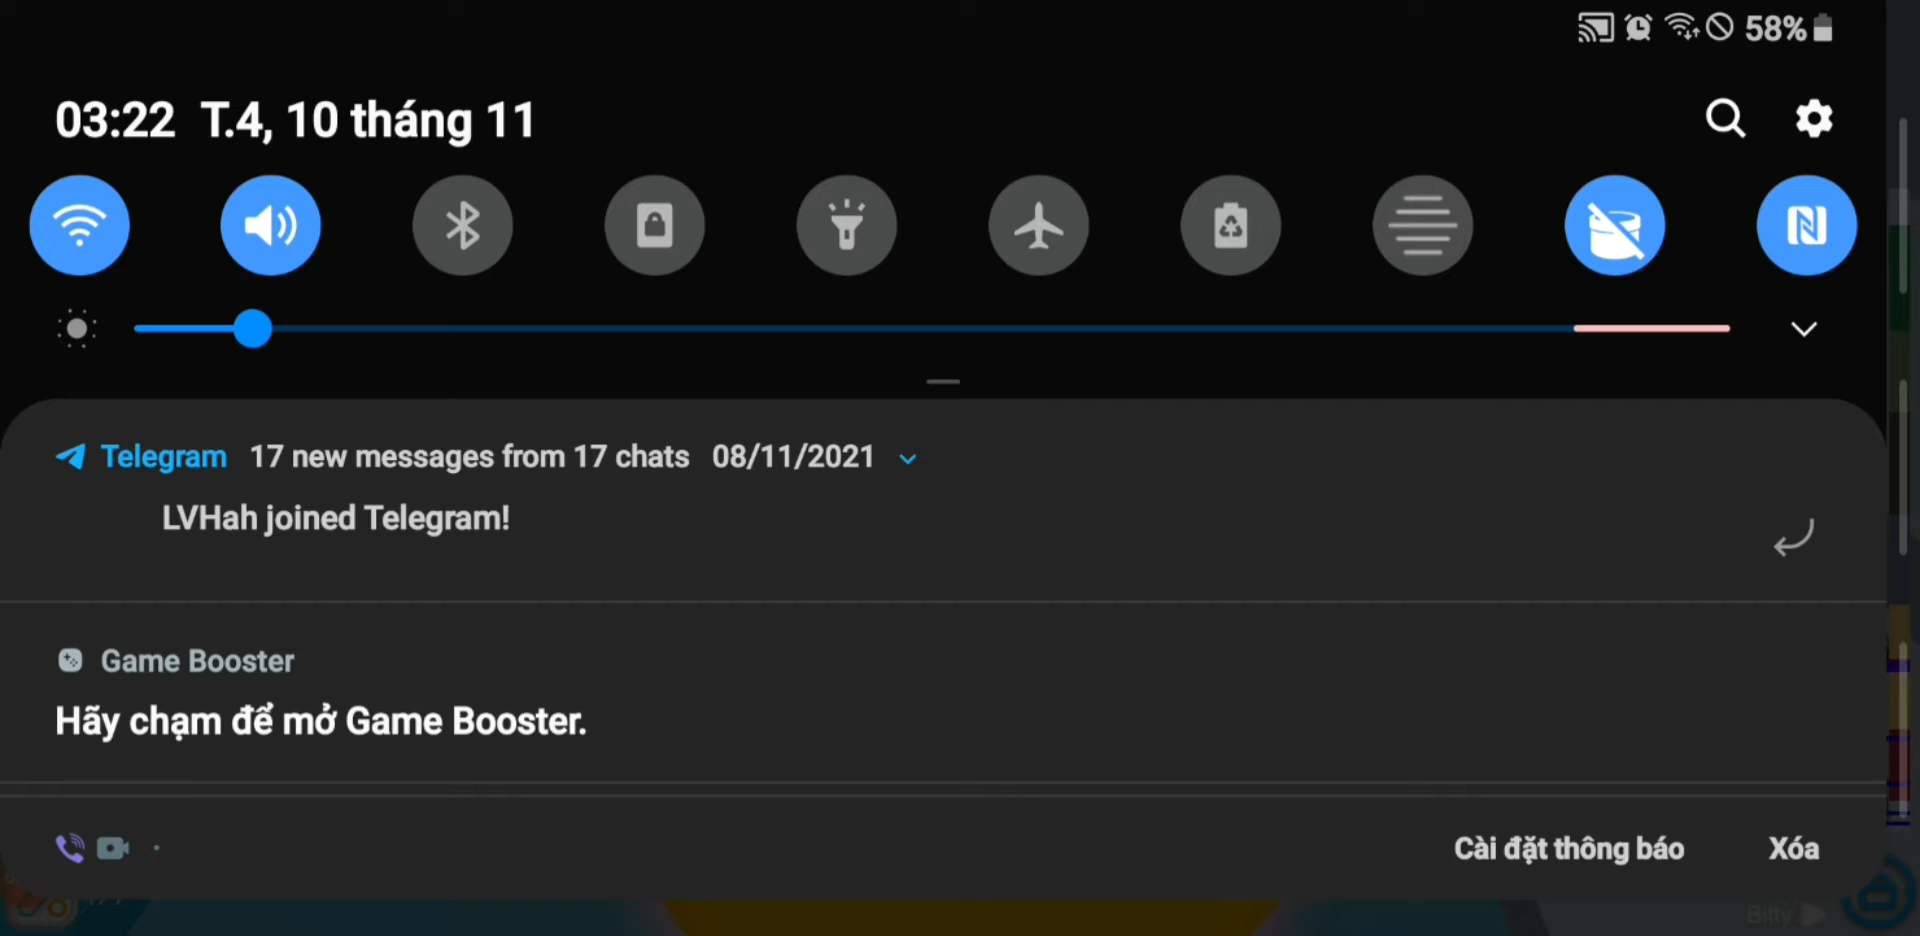 58%
03:22 T.4, 10 tháng 11
Telegram 17 new messages from 17 chats 08/11/2021
LVHah joined Telegram!
Game Booster
Hãy chạm để mở Game Booster.
Cài đặt thông báo Xóa
Bitty